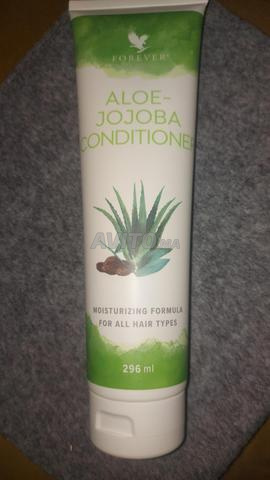 FOREVER®
ALOE-
JOJOBA
CONDITIONER
MOISTURIZING FORMULA
FOR ALL HAIR TYPES
296 ml